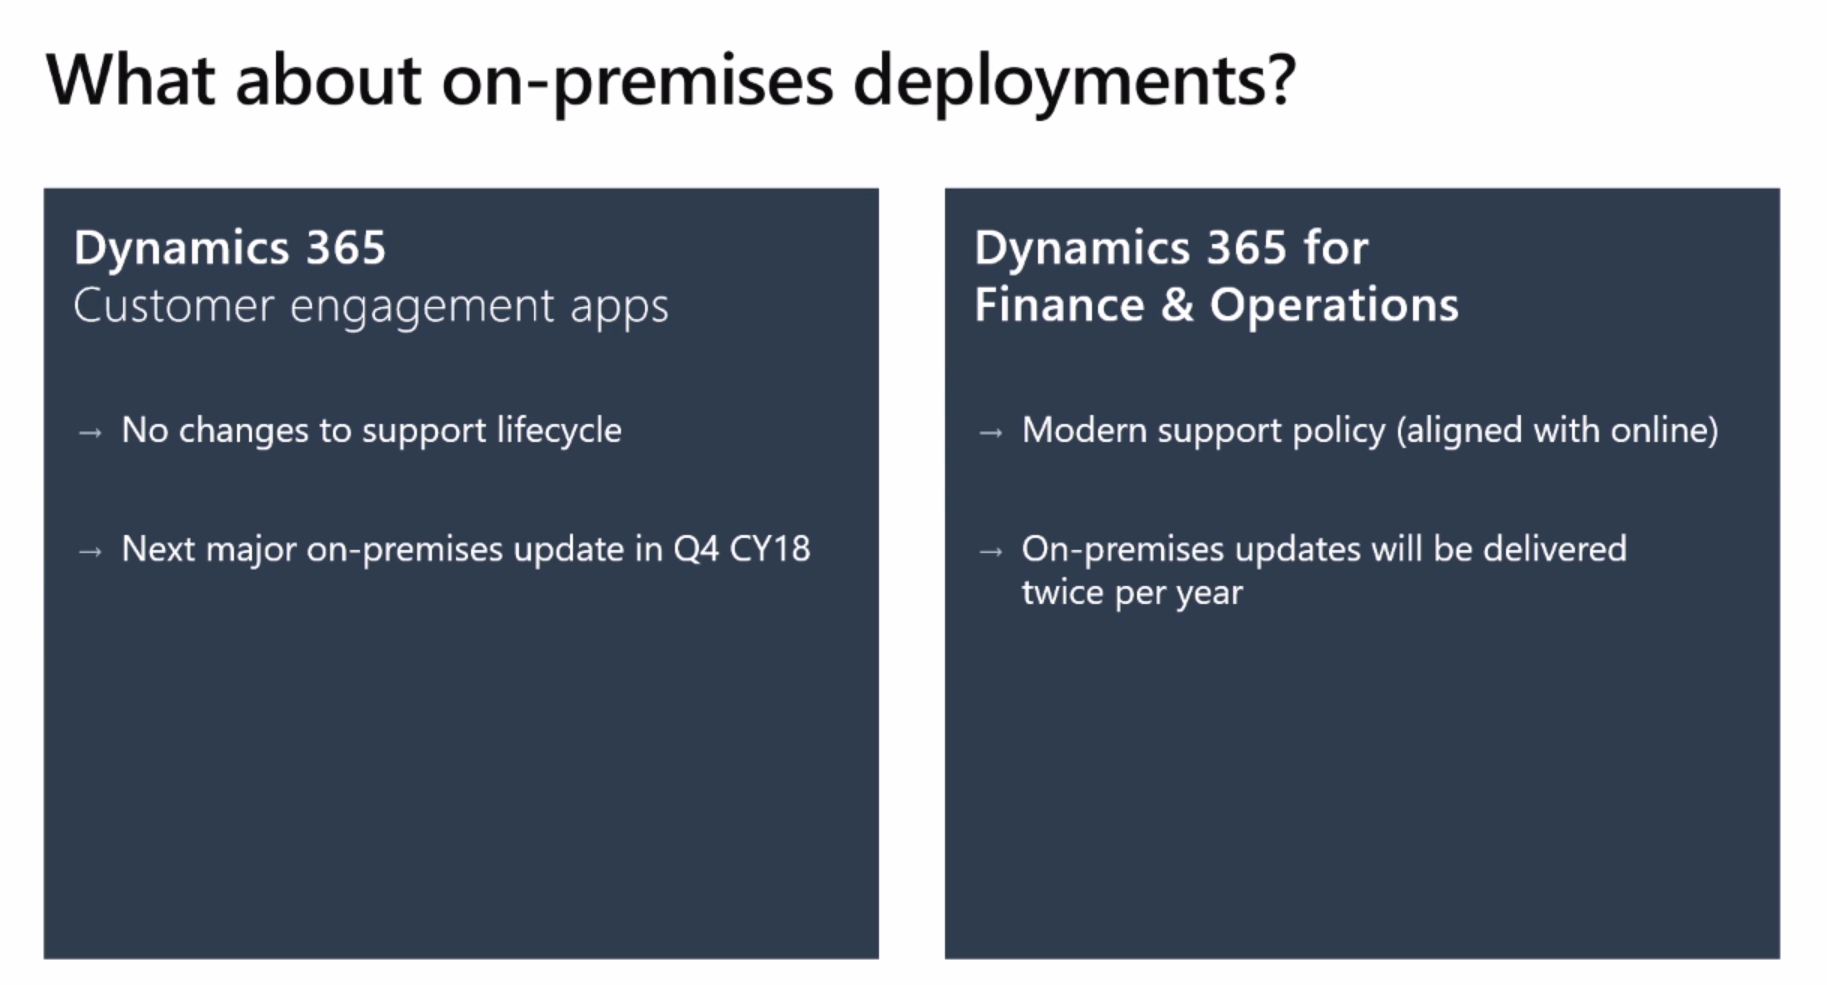 What about on-premises deployments?
Dynamics 365
Customer engagement apps
→ No changes to support lifecycle
→ Next major on-premises update in Q4 CY18
Dynamics 365 for
Finance & Operations
→ Modern support policy (aligned with online)
→ On-premises updates will be delivered
twice per year